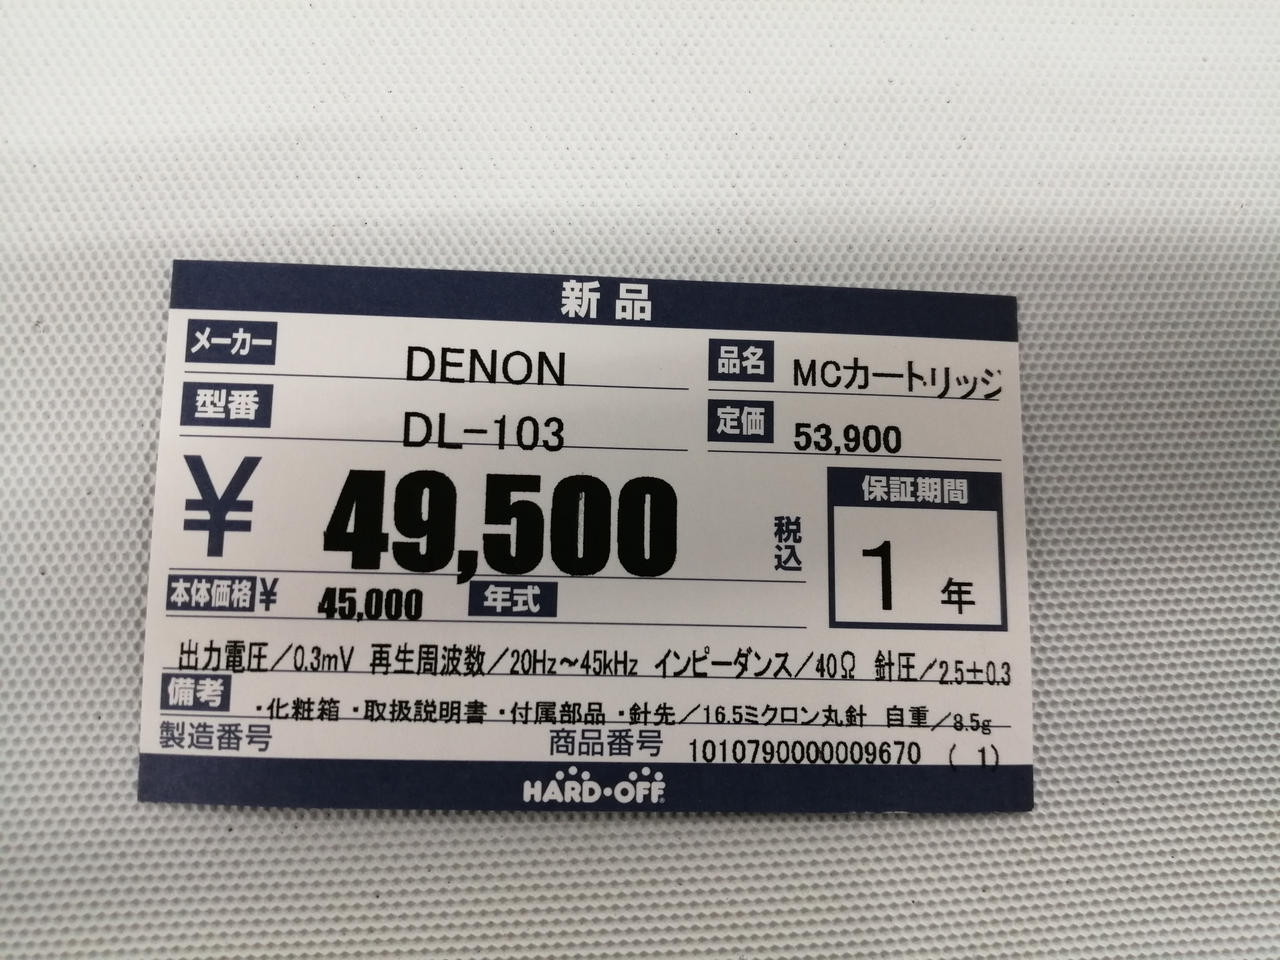 新品
メーカー DENON 品名 MCカートリッジ
型番 DL-103 定価 53,900
¥ 49,500 税込 保証期間 1年
本体価格¥ 45,000 年式
出力電圧/0.3mV 再生周波数/20Hz~45kHz インピーダンス/40Ω 針圧/2.5±0.3
備考 ・化粧箱・取扱説明書・付属部品・針先/16.5ミクロン丸針 自重/8.5g
製造番号 商品番号 1010790000009670 ( 1)
HARD・OFF